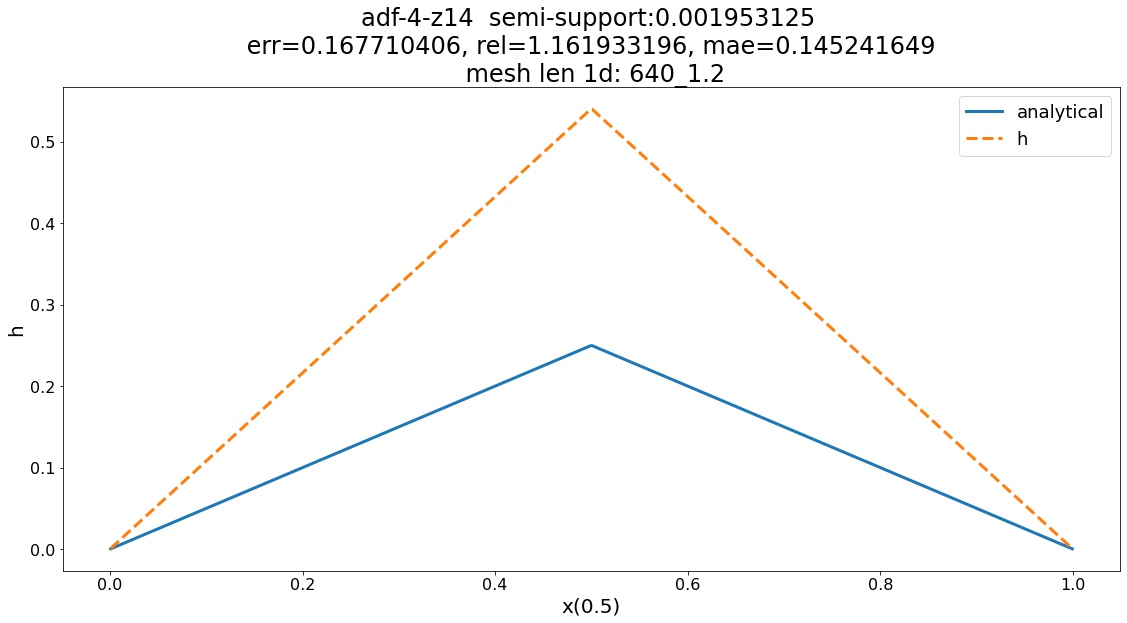 adf-4-z14  semi-support:0.001953125
err=0.167710406, rel=1.161933196, mae=0.145241649
mesh len 1d: 640_1.2
analytical
h
0.5
0.4
0.3
0.2
0.1
0.0
h
0.0 0.2 0.4 0.6 0.8 1.0
x(0.5)